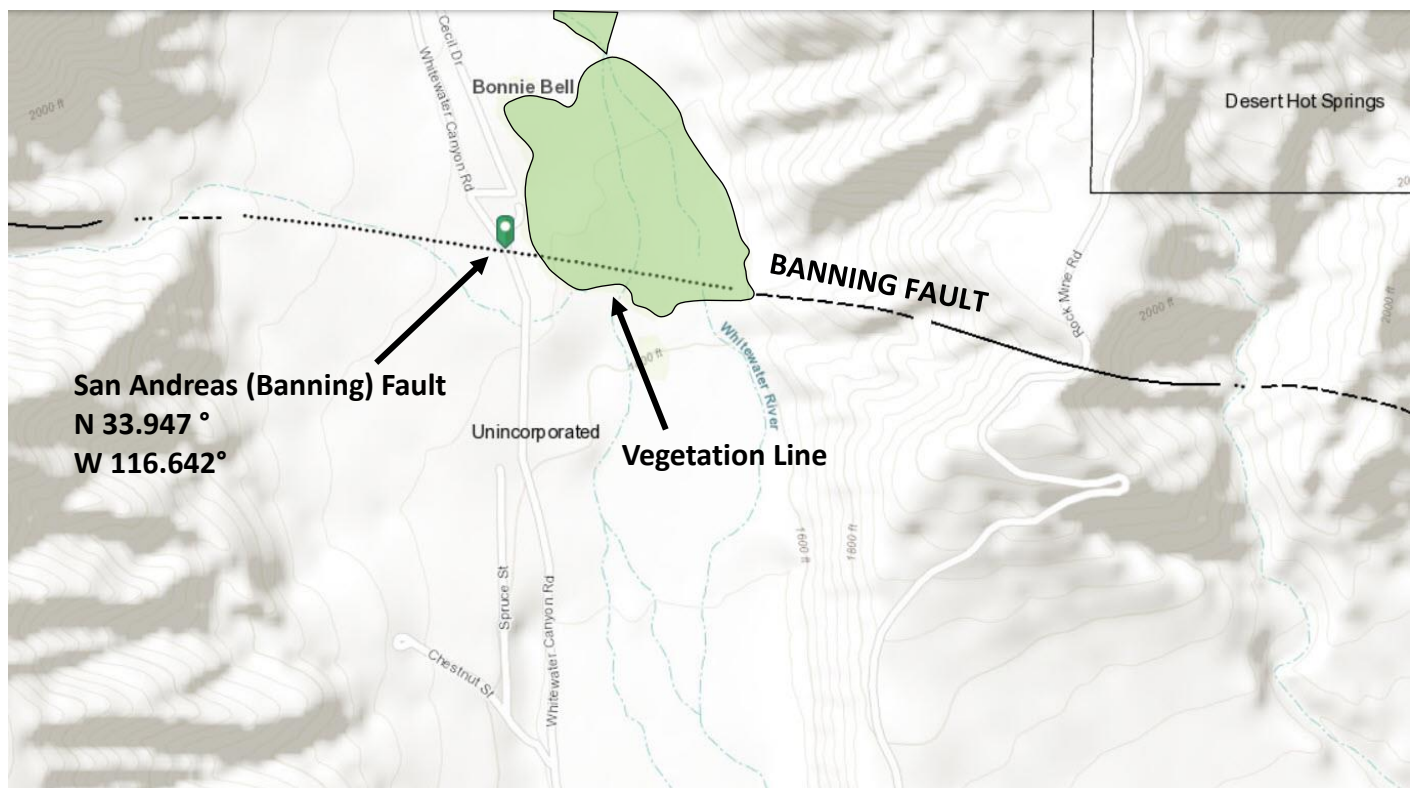 Cecil Dr
Whitewater Canyon Rd
Bonnie Bell
2000 ft
Desert Hot Springs
BANNING FAULT
Rock Mine Rd
2000 ft
2000 ft
San Andreas (Banning) Fault
N 33.947 °
W 116.642°
Whitewater River
Unincorporated
Vegetation Line
1600 ft
1800 ft
Spruce St
Whitewater Canyon Rd
Chestnut St